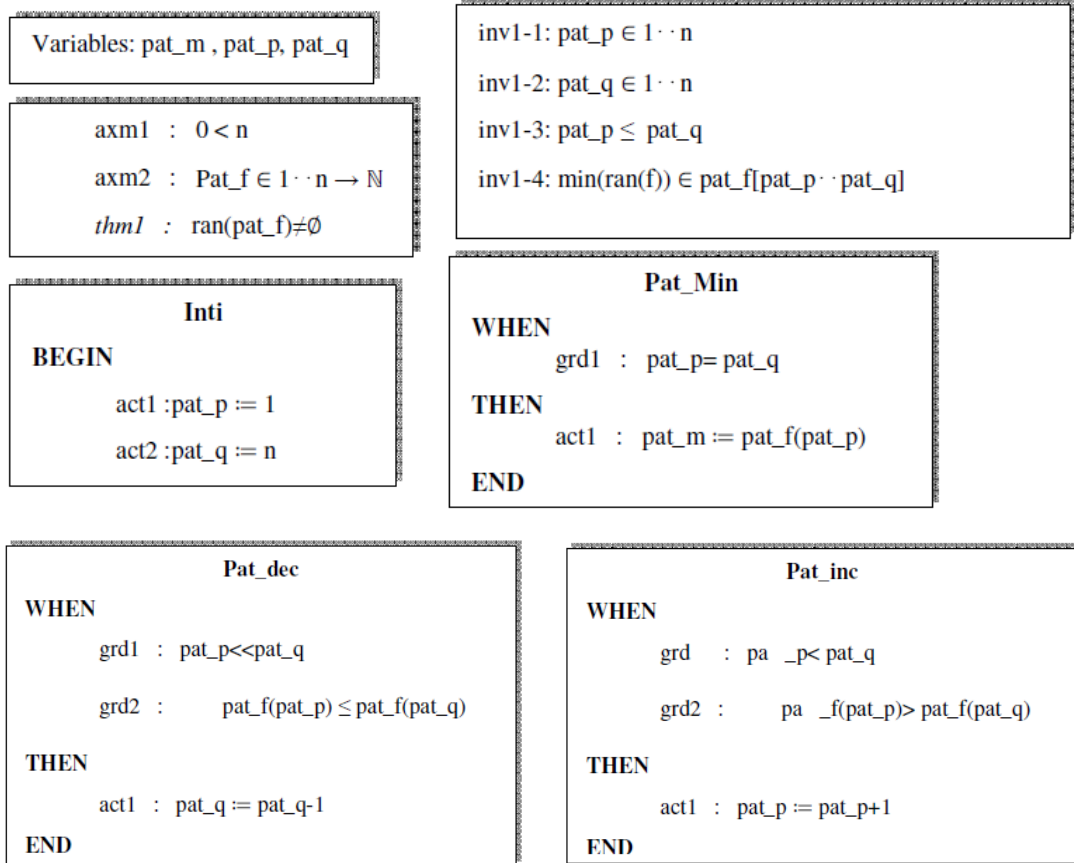 Variables: pat_m , pat_p, pat_q
axm1 : 0 < n
axm2 : Pat_f ∈ 1··n → ℕ
thm1 : ran(pat_f)≠∅
inv1-1: pat_p ∈ 1··n
inv1-2: pat_q ∈ 1··n
inv1-3: pat_p ≤ pat_q
inv1-4: min(ran(f)) ∈ pat_f[pat_p··pat_q]
Inti
BEGIN
act1 :pat_p ≔ 1
act2 :pat_q ≔ n
Pat_Min
WHEN
grd1 : pat_p= pat_q
THEN
act1 : pat_m ≔ pat_f(pat_p)
END
Pat_dec
WHEN
grd1 : pat_p<<pat_q
grd2 : pat_f(pat_p) ≤ pat_f(pat_q)
THEN
act1 : pat_q ≔ pat_q-1
END
Pat_inc
WHEN
grd : pa _p< pat_q
grd2 : pa _f(pat_p)> pat_f(pat_q)
THEN
act1 : pat_p ≔ pat_p+1
END